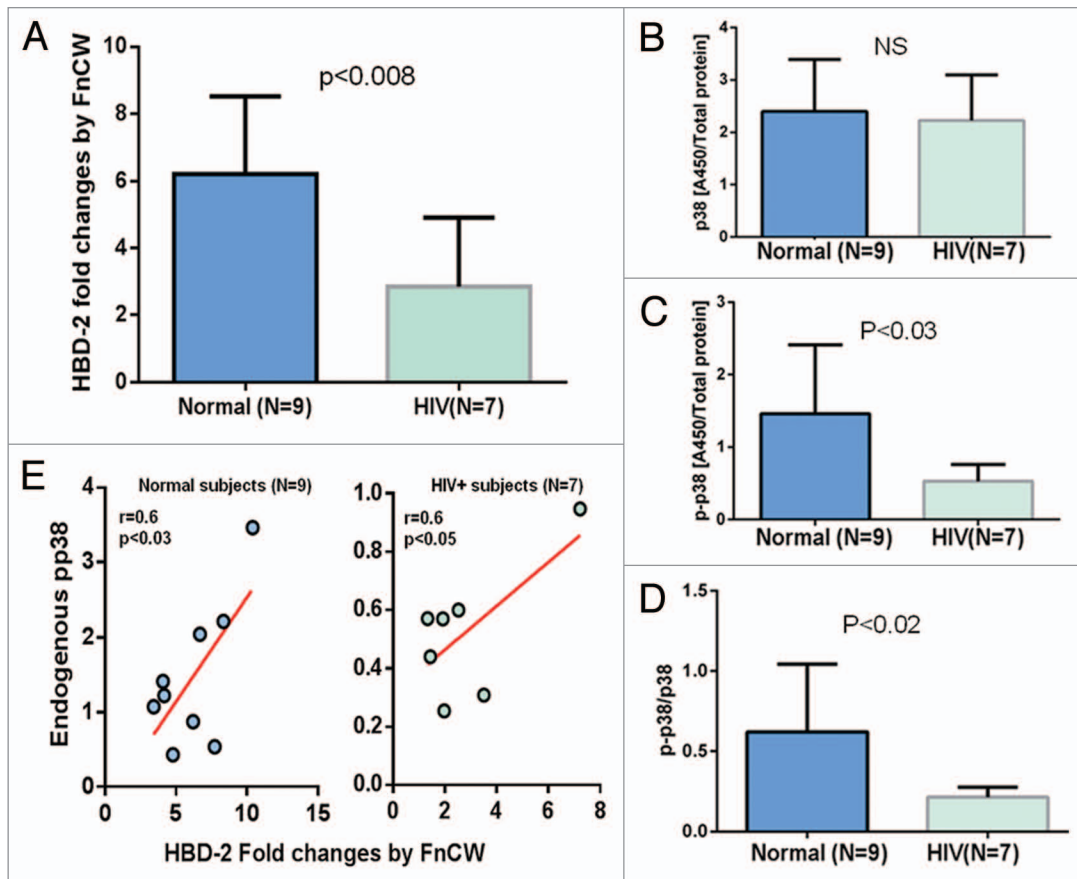 A
HBD-2 fold changes by FnCW
10
8
6
4
2
0
p<0.008
Normal (N=9)
HIV(N=7)
B
p38 [A450/Total protein]
4
3
2
1
0
NS
Normal (N=9)
HIV(N=7)
C
p-p38 [A450/Total protein]
3
2
1
0
P<0.03
Normal (N=9)
HIV(N=7)
D
p-p38/p38
1.5
1.0
0.5
0.0
P<0.02
Normal (N=9)
HIV(N=7)
E
Endogenous pp38
Normal subjects (N=9)
r=0.6
p<0.03
4
3
2
1
0
0
5
10
15
HIV+ subjects (N=7)
r=0.6
p<0.05
1.0
0.8
0.6
0.4
0.2
0.0
0
2
4
6
8
HBD-2 Fold changes by FnCW